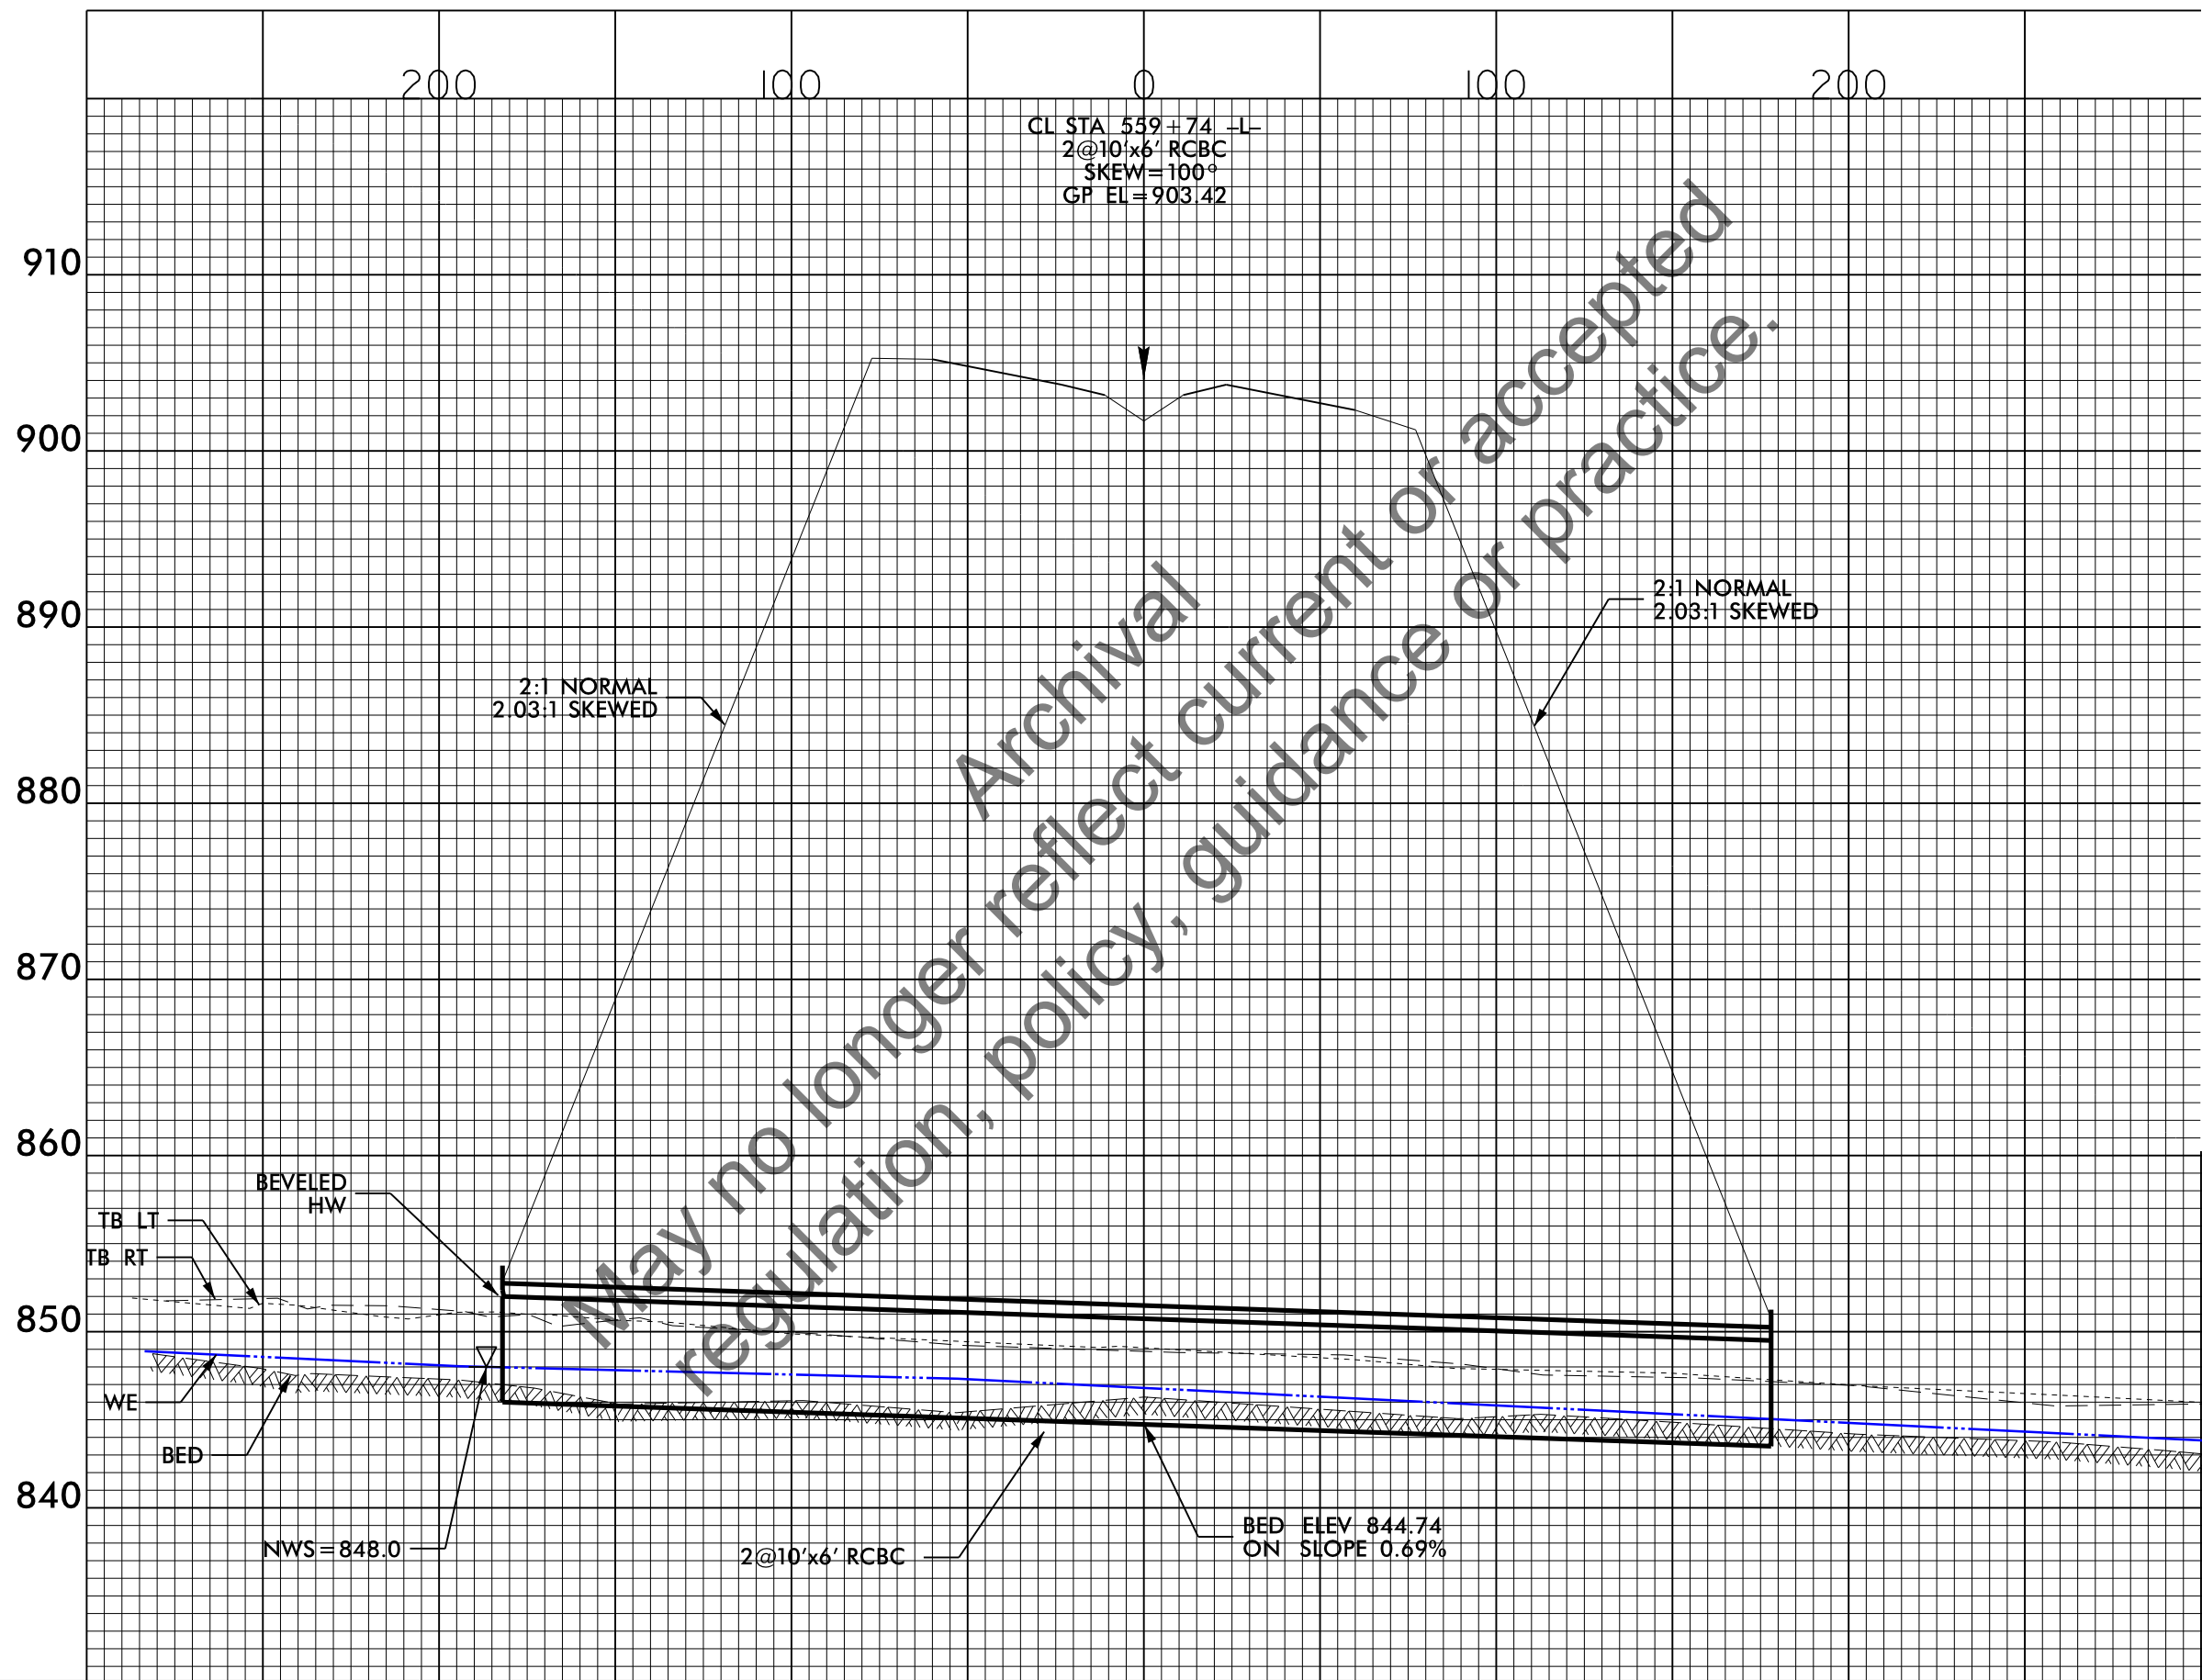 200 100 0 100 200
CL STA 559+74 -L-
2@10'x6' RCBC
SKEW=100°
GP EL=903.42
910
900
890
880
870
860
850
840
2:1 NORMAL
2.03:1 SKEWED
2:1 NORMAL
2.03:1 SKEWED
Archival
May no longer reflect current or accepted
regulation, policy, guidance or practice.
BEVELED
HW
TB LT
TB RT
WE
BED
NWS=848.0
2@10'x6' RCBC
BED ELEV 844.74
ON SLOPE 0.69%